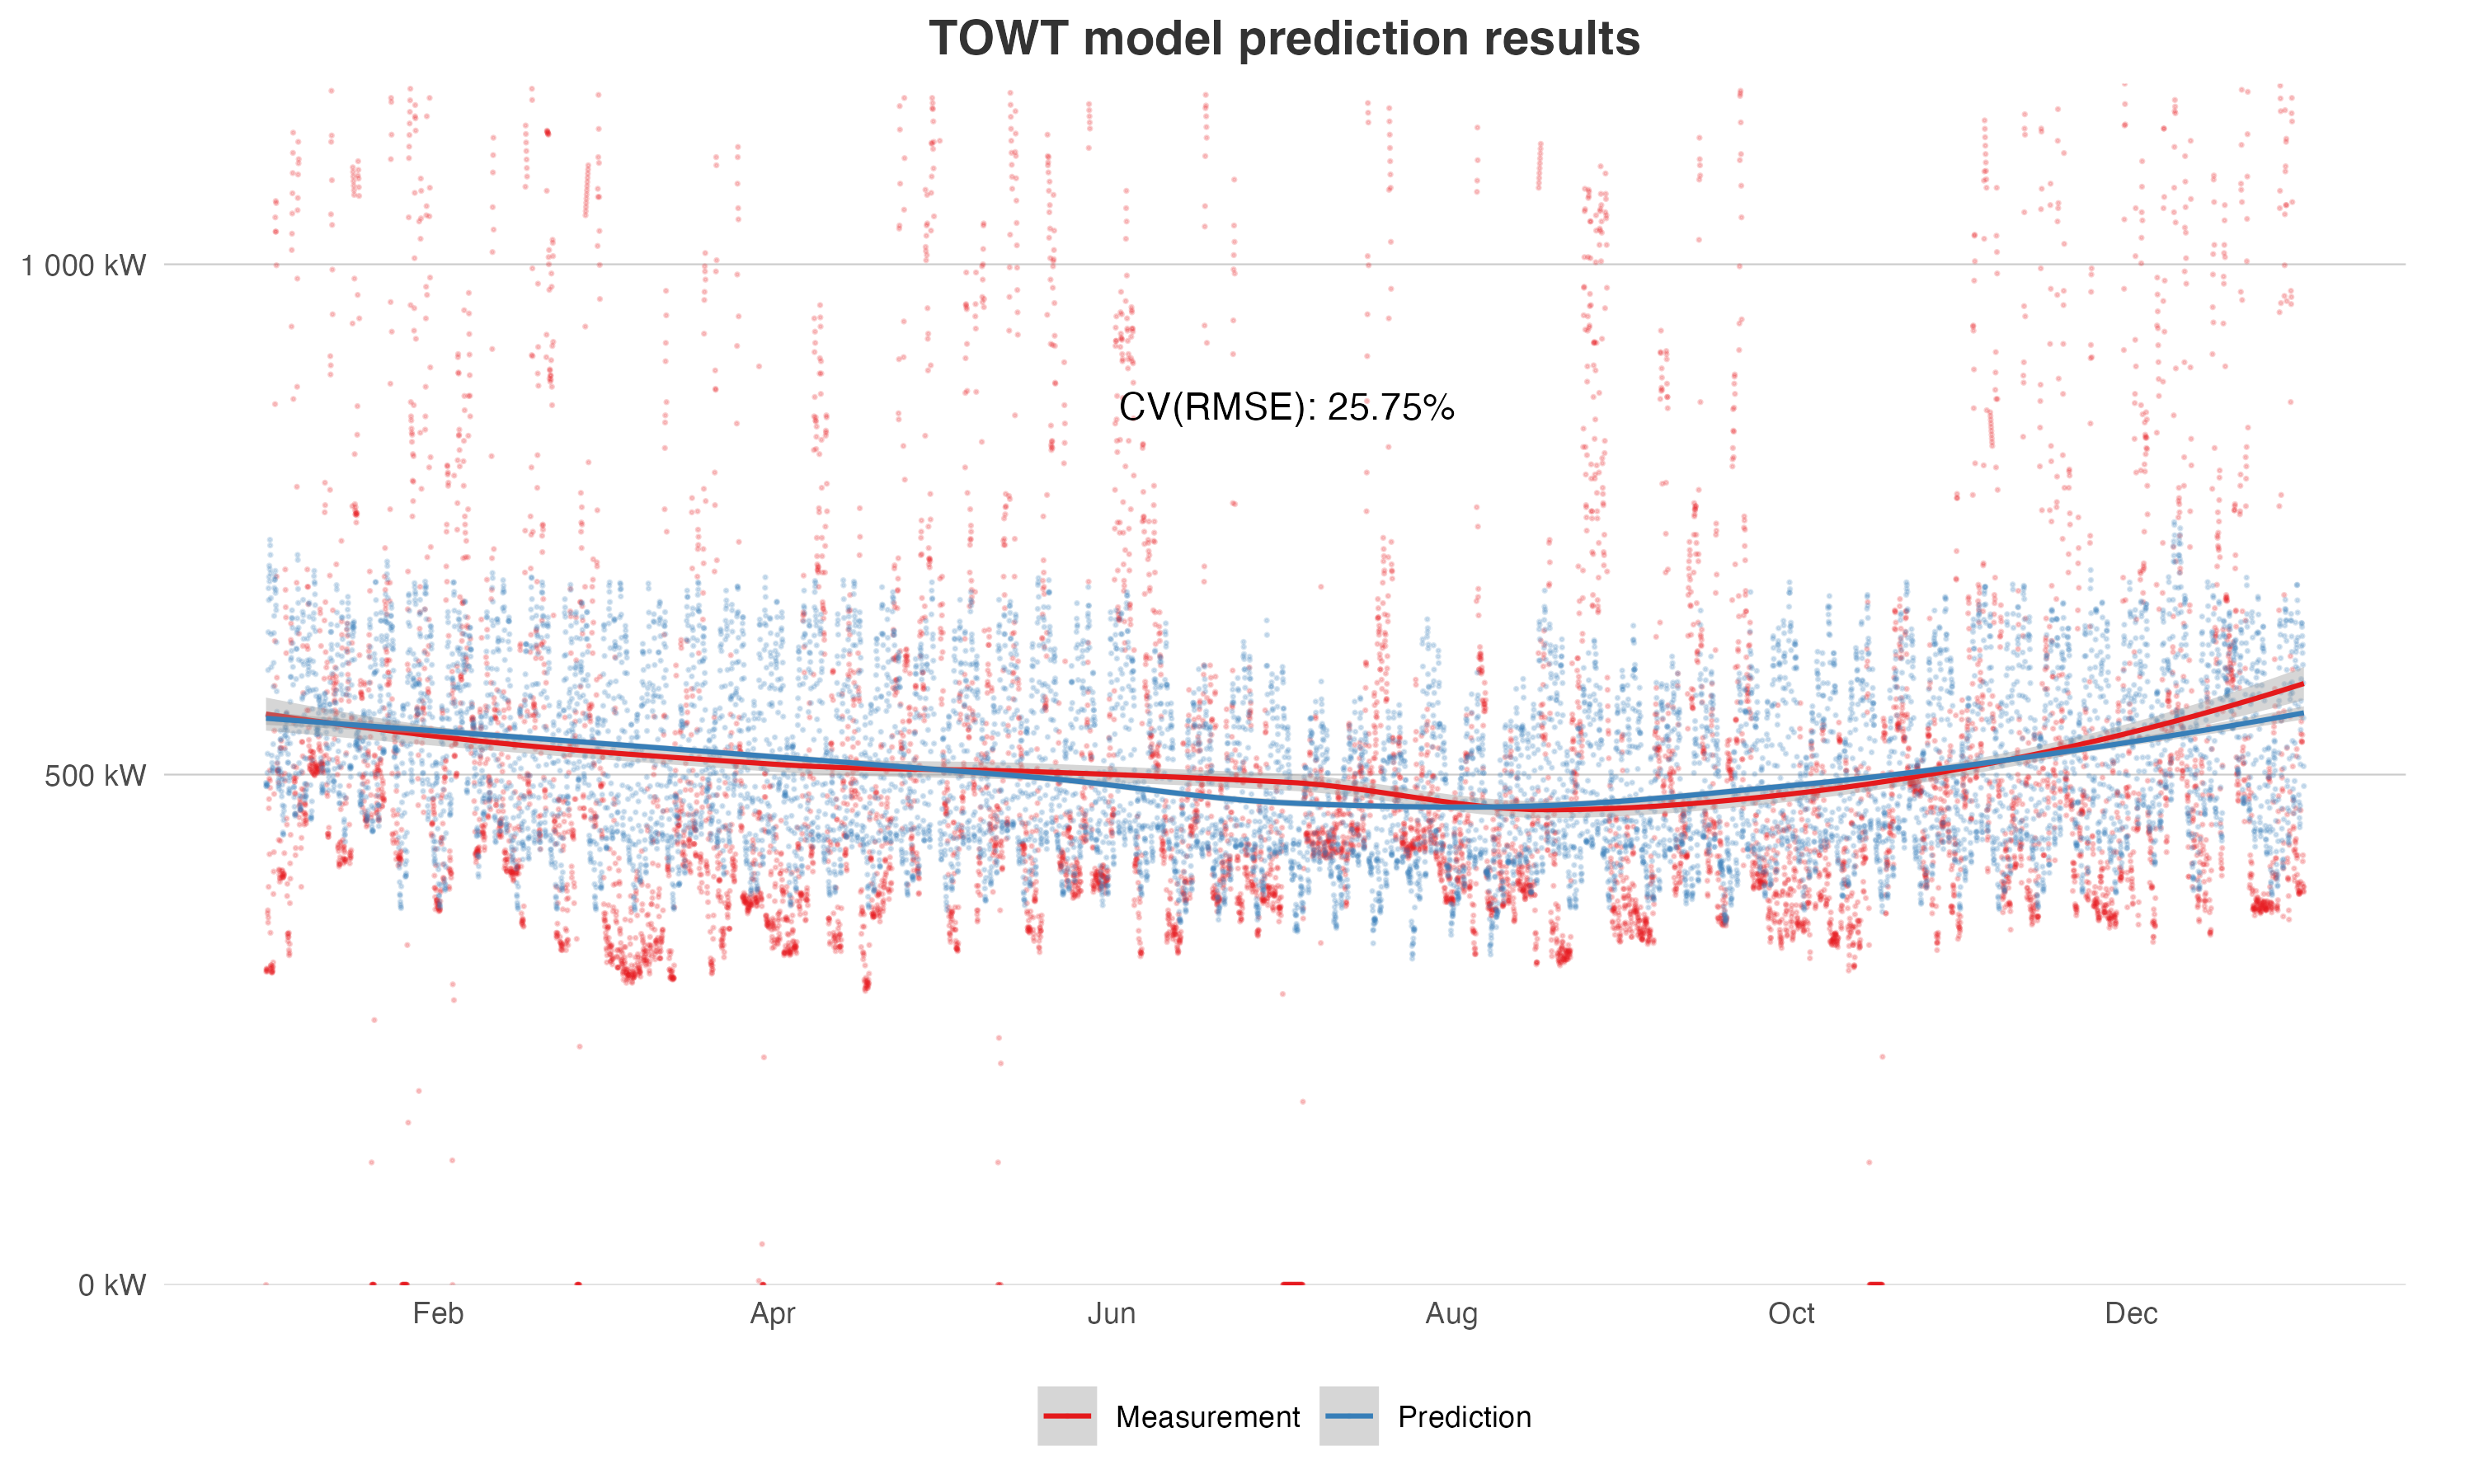 TOWT model prediction results
1 000 kW
CV(RMSE): 25.75%
500 kW
0 kW
Feb Apr Jun Aug Oct Dec
Measurement Prediction